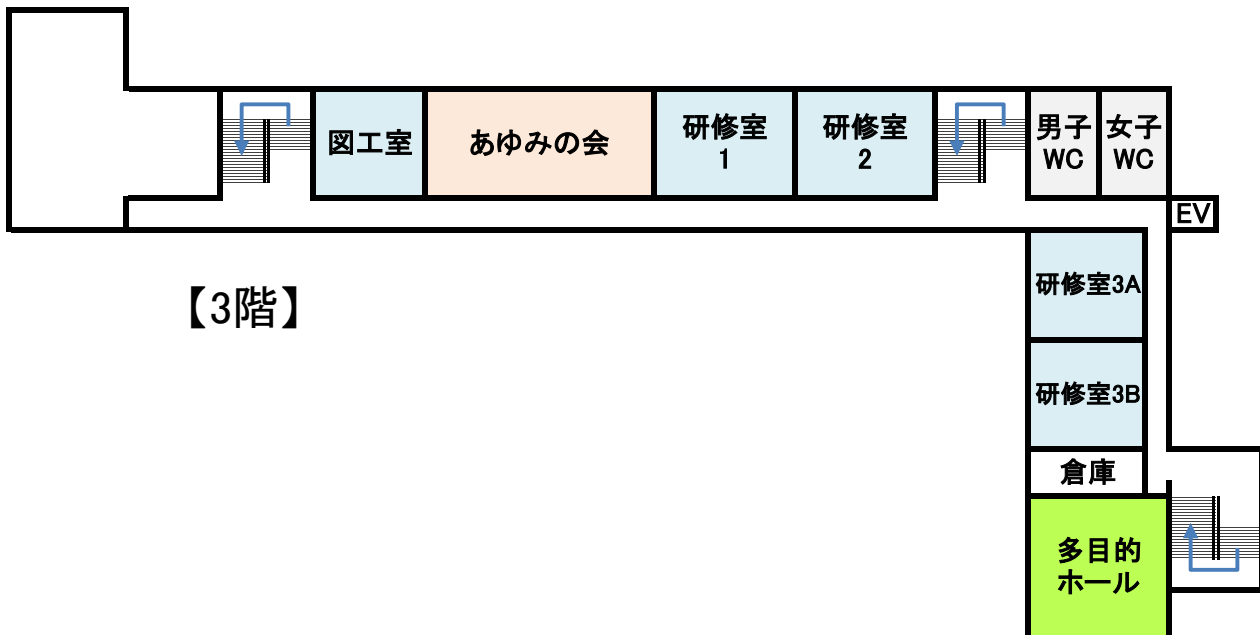 図工室
あゆみの会
研修室
1
研修室
2
男子
WC
女子
WC
EV
【3階】
研修室3A
研修室3B
倉庫
多目的
ホール